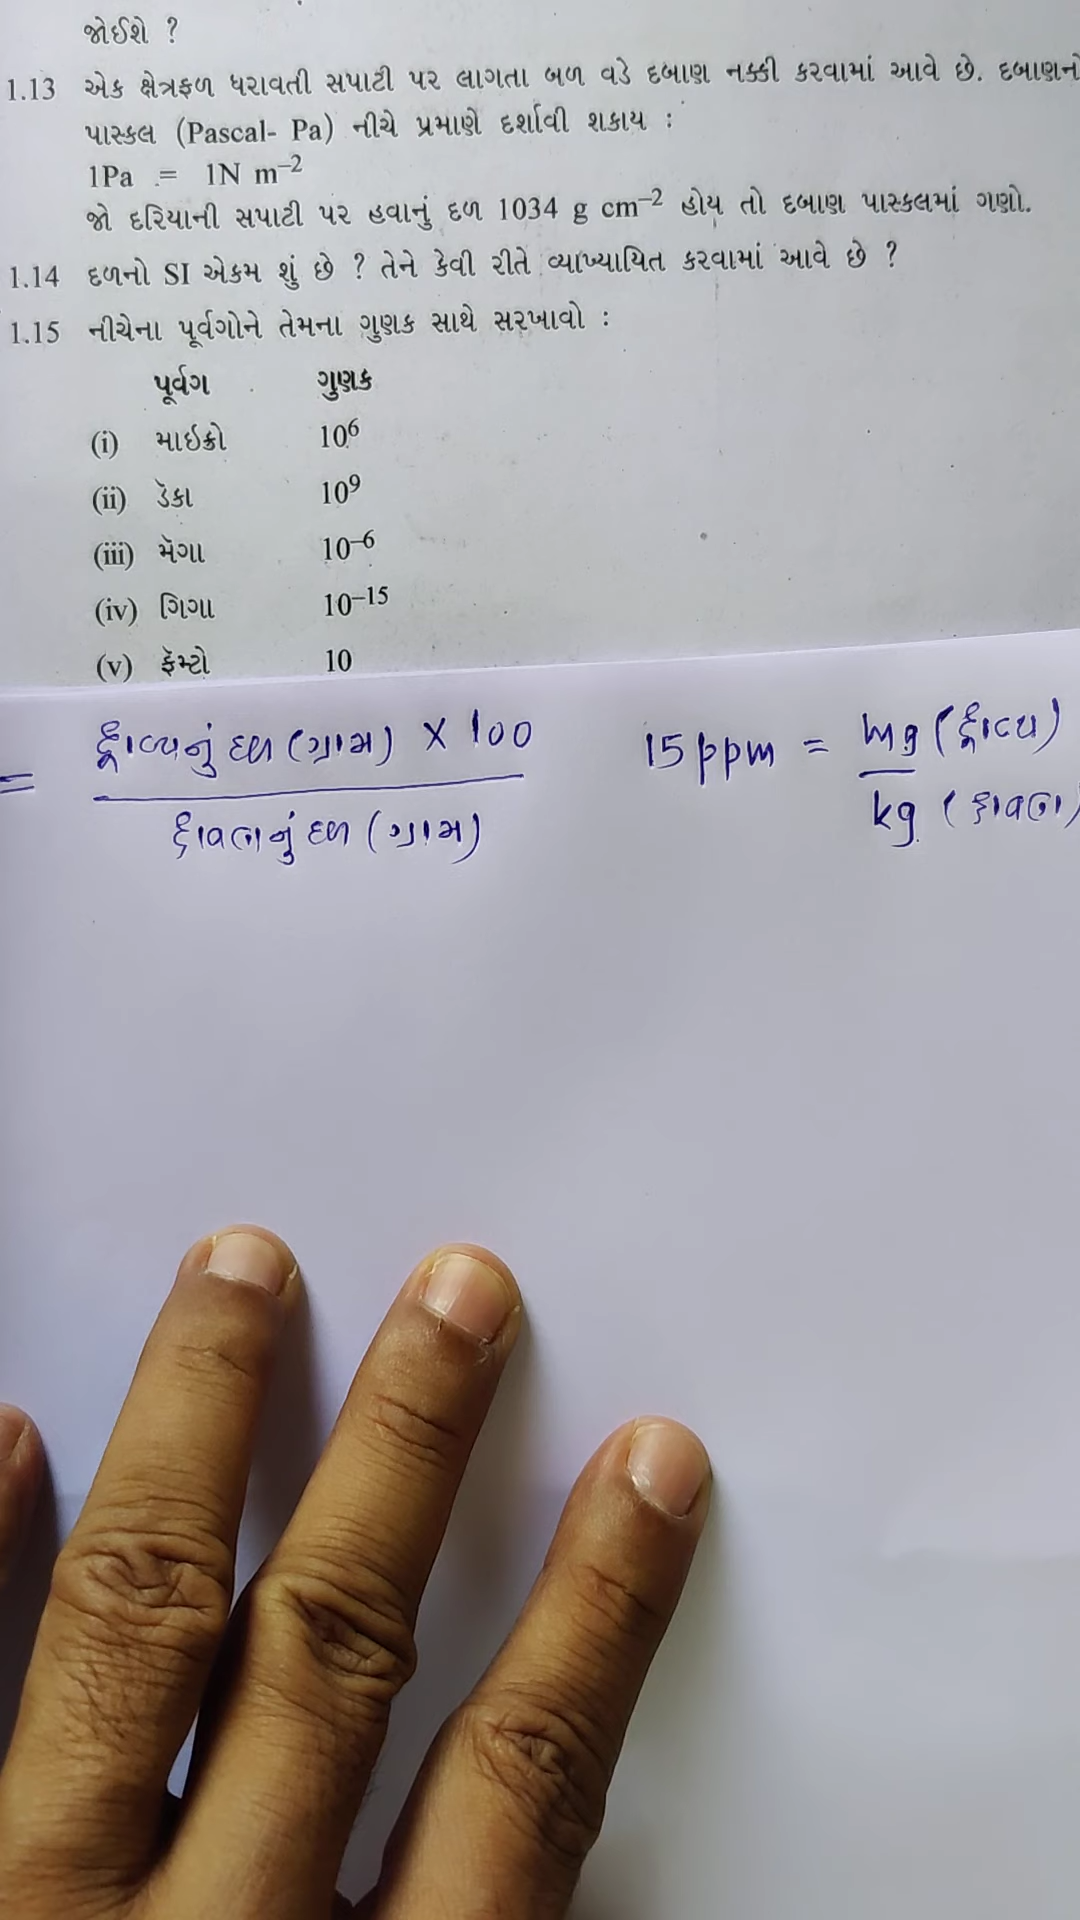 જોઈશે ?
1.13 એક ક્ષેત્રફળ ધરાવતી સપાટી પર લાગતા બળ વડે દબાણ નક્કી કરવામાં આવે છે. દબાણનો
પાસ્કલ (Pascal- Pa) નીચે પ્રમાણે દર્શાવી શકાય :
1Pa = 1N m⁻²
જો દરિયાની સપાટી પર હવાનું દળ 1034 g cm⁻² હોય તો દબાણ પાસ્કલમાં ગણો.
1.14 દળનો SI એકમ શું છે ? તેને કેવી રીતે વ્યાખ્યાયિત કરવામાં આવે છે ?
1.15 નીચેના પૂર્વગોને તેમના ગુણક સાથે સરખાવો :
પૂર્વગ ગુણક
(i) માઇક્રો 10⁶
(ii) ડૅકા 10⁹
(iii) મૅગા 10⁻⁶
(iv) ગિગા 10⁻¹⁵
(v) ફૅમ્ટો 10
= દ્રાવ્યનું દળ (ગ્રામ) × 100
દ્રાવણનું દળ (ગ્રામ)
15 ppm = mg (દ્રાવ્ય)
kg (દ્રાવણ)